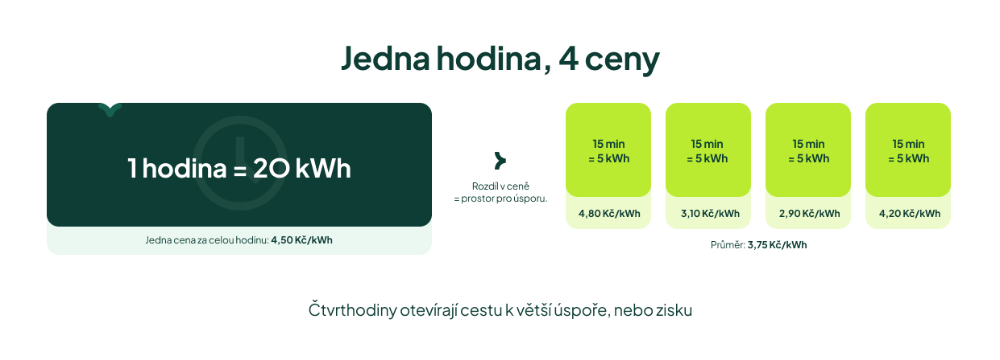 Jedna hodina, 4 ceny
1 hodina = 20 kWh
Jedna cena za celou hodinu: 4,50 Kč/kWh
Rozdíl v ceně
= prostor pro úsporu.
15 min
= 5 kWh
4,80 Kč/kWh
15 min
= 5 kWh
3,10 Kč/kWh
15 min
= 5 kWh
2,90 Kč/kWh
15 min
= 5 kWh
4,20 Kč/kWh
Průměr: 3,75 Kč/kWh
Čtvrthodiny otevírají cestu k větší úspoře, nebo zisku